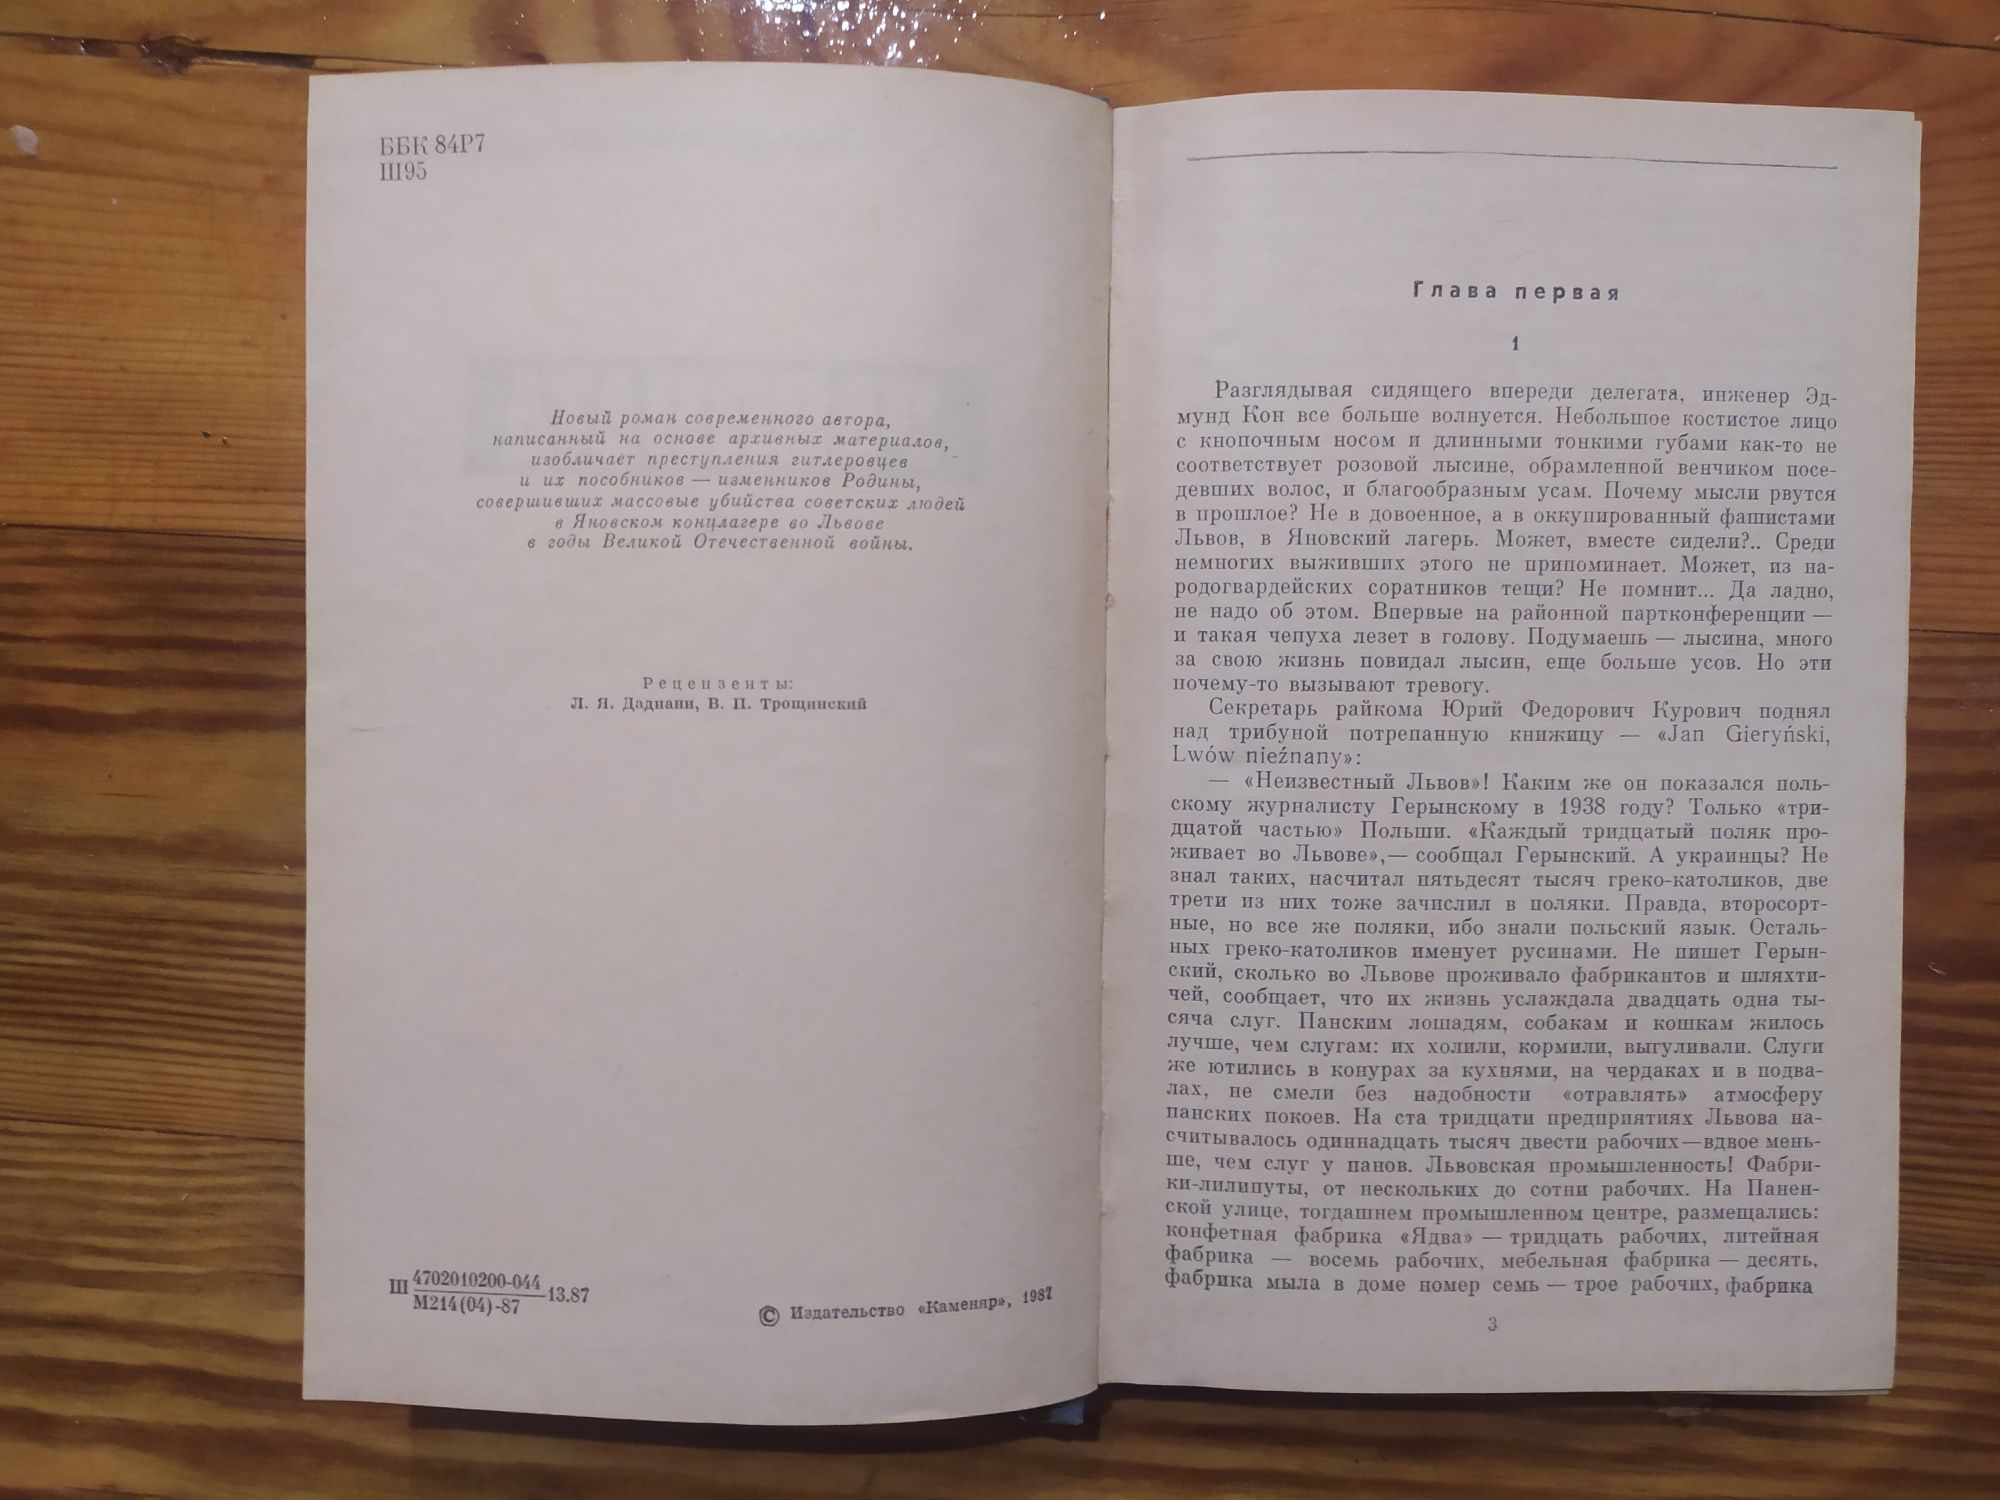 ББК 84Р7
Ш95
Новый роман современного автора,
написанный на основе архивных материалов,
изобличает преступления гитлеровцев
и их пособников — изменников Родины,
совершивших массовые убийства советских людей
в Яновском концлагере во Львове
в годы Великой Отечественной войны.
Рецензенты:
Л. Я. Дадиани, В. П. Трощинский
Ш 4702010200-044
М214(04)-87
13.87
© Издательство «Каменяр», 1987
Глава первая
1
Разглядывая сидящего впереди делегата, инженер Эд-
мунд Кон все больше волнуется. Небольшое костистое лицо
с кнопочным носом и длинными тонкими губами как-то не
соответствует розовой лысине, обрамленной венчиком посе-
девших волос, и благообразным усам. Почему мысли рвутся
в прошлое? Не в довоенное, а в оккупированный фашистами
Львов, в Яновский лагерь. Может, вместе сидели?.. Среди
немногих выживших этого не припоминает. Может, из на-
родогвардейских соратников тещи? Не помнит... Да ладно,
не надо об этом. Впервые на районной партконференции —
и такая чепуха лезет в голову. Подумаешь — лысина, много
за свою жизнь повидал лысин, еще больше усов. Но эти
почему-то вызывают тревогу.
Секретарь райкома Юрий Федорович Курович поднял
над трибуной потрепанную книжицу — «Jan Gieryński,
Lwów nieźnany»:
— «Неизвестный Львов»! Каким же он показался поль-
скому журналисту Герынскому в 1938 году? Только «три-
дцатой частью» Польши. «Каждый тридцатый поляк про-
живает во Львове»,— сообщал Герынский. А украинцы? Не
знал таких, насчитал пятьдесят тысяч греко-католиков, две
трети из них тоже зачислил в поляки. Правда, второсорт-
ные, но все же поляки, ибо знали польский язык. Осталь-
ных греко-католиков именует русинами. Не пишет Герын-
ский, сколько во Львове проживало фабрикантов и шляхти-
чей, сообщает, что их жизнь услаждала двадцать одна ты-
сяча слуг. Панским лошадям, собакам и кошкам жилось
лучше, чем слугам: их холили, кормили, выгуливали. Слуги
же ютились в конурах за кухнями, на чердаках и в подва-
лах, не смели без надобности «отравлять» атмосферу
панских покоев. На ста тридцати предприятиях Львова на-
считывалось одиннадцать тысяч двести рабочих—вдвое мень-
ше, чем слуг у панов. Львовская промышленность! Фабри-
ки-лилипуты, от нескольких до сотни рабочих. На Панен-
ской улице, тогдашнем промышленном центре, размещались:
конфетная фабрика «Ядва» — тридцать рабочих, литейная
фабрика — восемь рабочих, мебельная фабрика — десять,
фабрика мыла в доме номер семь — трое рабочих, фабрика
3